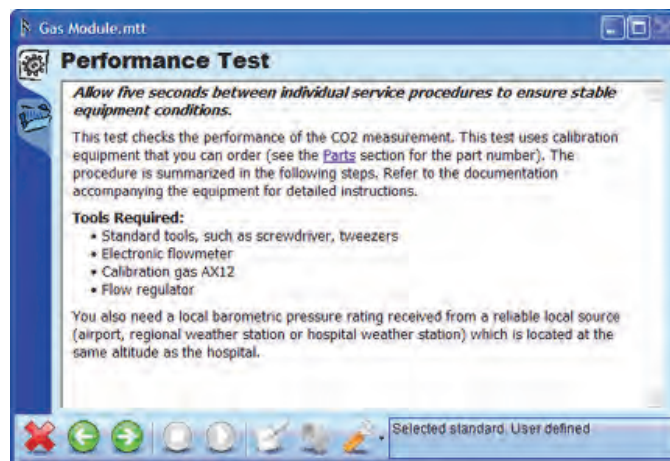 Gas Module.mtt
Performance Test
Allow five seconds between individual service procedures to ensure stable
equipment conditions.
This test checks the performance of the CO2 measurement. This test uses calibration
equipment that you can order (see the Parts section for the part number). The
procedure is summarized in the following steps. Refer to the documentation
accompanying the equipment for detailed instructions.
Tools Required:
• Standard tools, such as screwdriver, tweezers
• Electronic flowmeter
• Calibration gas AX12
• Flow regulator
You also need a local barometric pressure rating received from a reliable local source
(airport, regional weather station or hospital weather station) which is located at the
same altitude as the hospital.
Selected standard. User defined